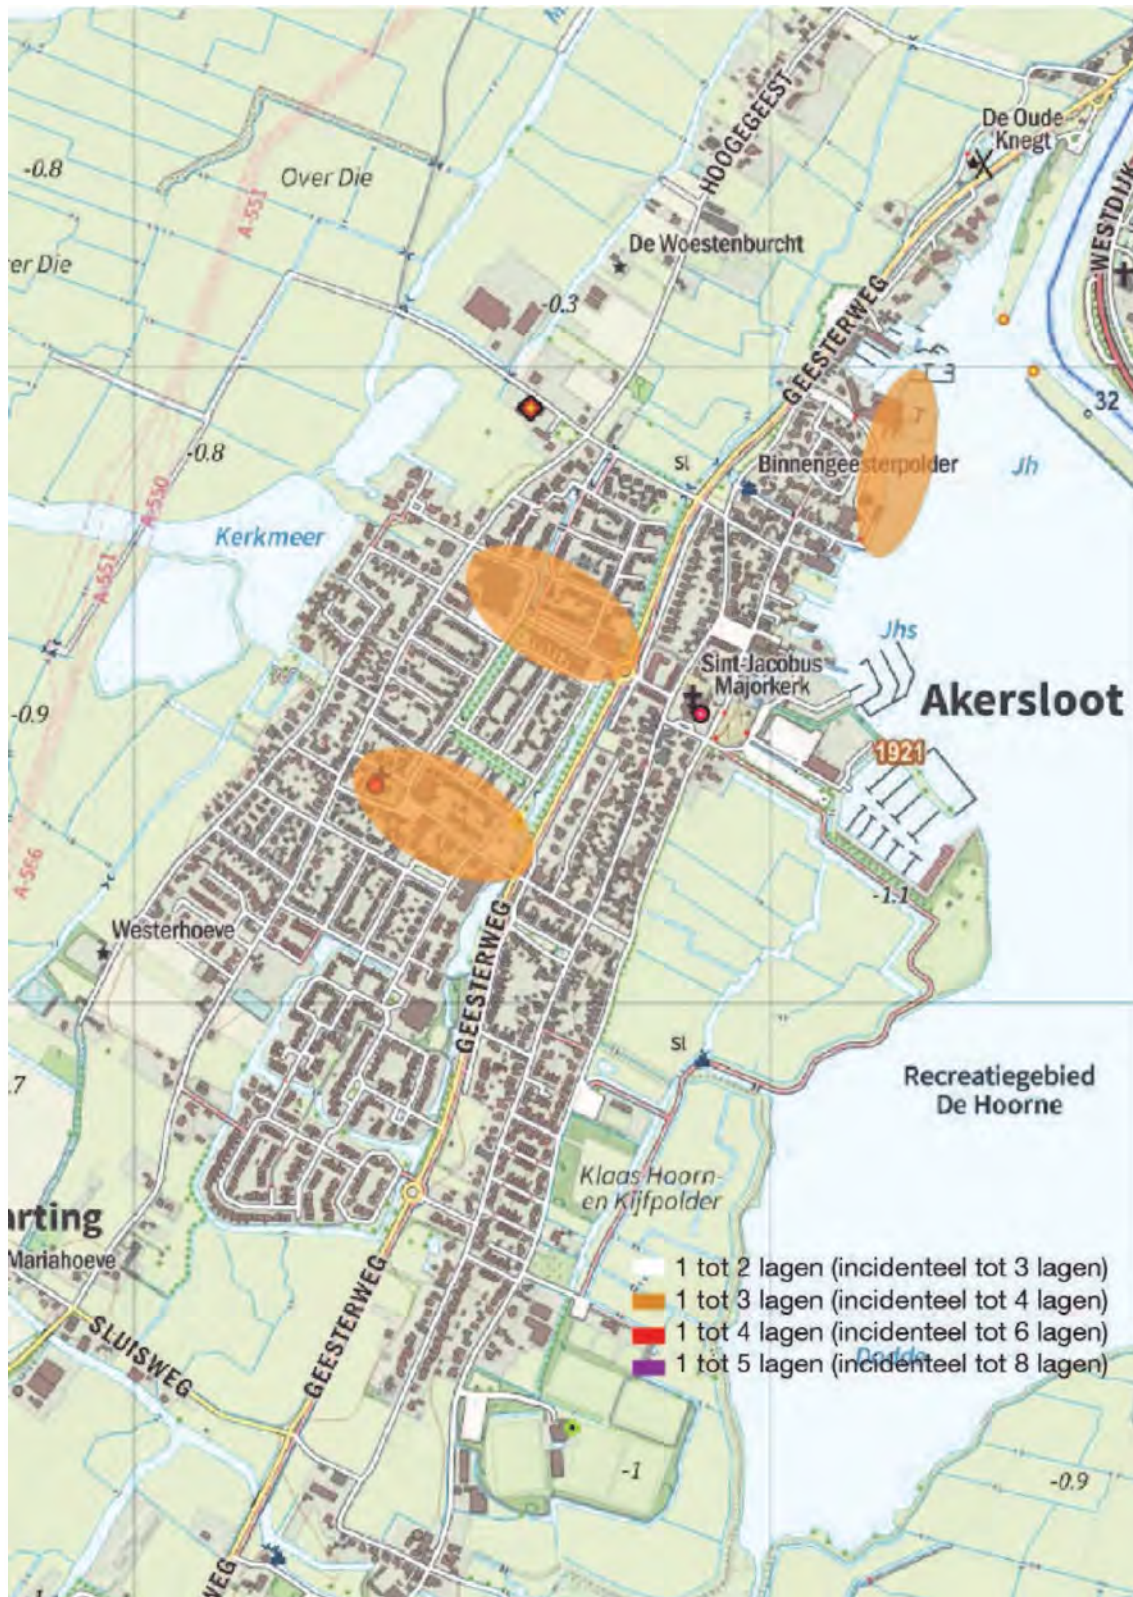 HOOGEGEEST
De Oude
Knegt
-0.8
Over Die
A-551
WESTDIJK
er Die
De Woestenburcht
-0.3
GEESTERWEG
32
-0.8
Sl
Binnengeesterpolder
Jh
A-550
Kerkmeer
A-551
Jhs
Sint-Jacobus
Majorkerk
Akersloot
-0.9
1921
A-566
-1.1
Westerhoeve
GEESTERWEG
Sl
.7
Recreatiegebied
De Hoorne
Klaas Hoorn-
en Kijfpolder
arting
Mariahoeve
1 tot 2 lagen (incidenteel tot 3 lagen)
1 tot 3 lagen (incidenteel tot 4 lagen)
1 tot 4 lagen (incidenteel tot 6 lagen)
1 tot 5 lagen (incidenteel tot 8 lagen)
GEESTERWEG
SLUISWEG
-1
-0.9
WEG